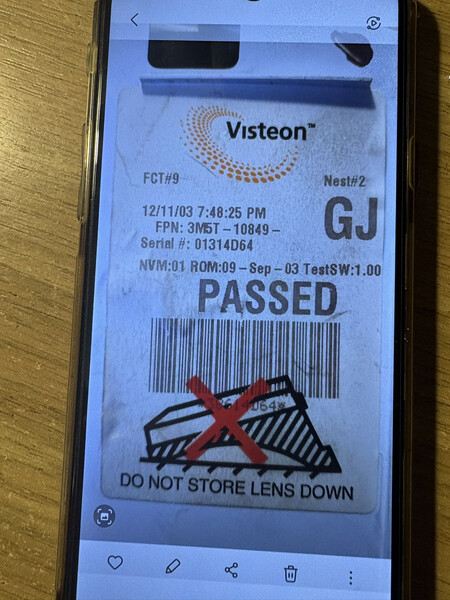 Visteon™
FCT#9 Nest#2
12/11/03 7:48:25 PM GJ
FPN: 3M5T-10849-
Serial #: 01314D64
NVM:01 ROM:09-Sep-03 TestSW:1.00
PASSED
DO NOT STORE LENS DOWN